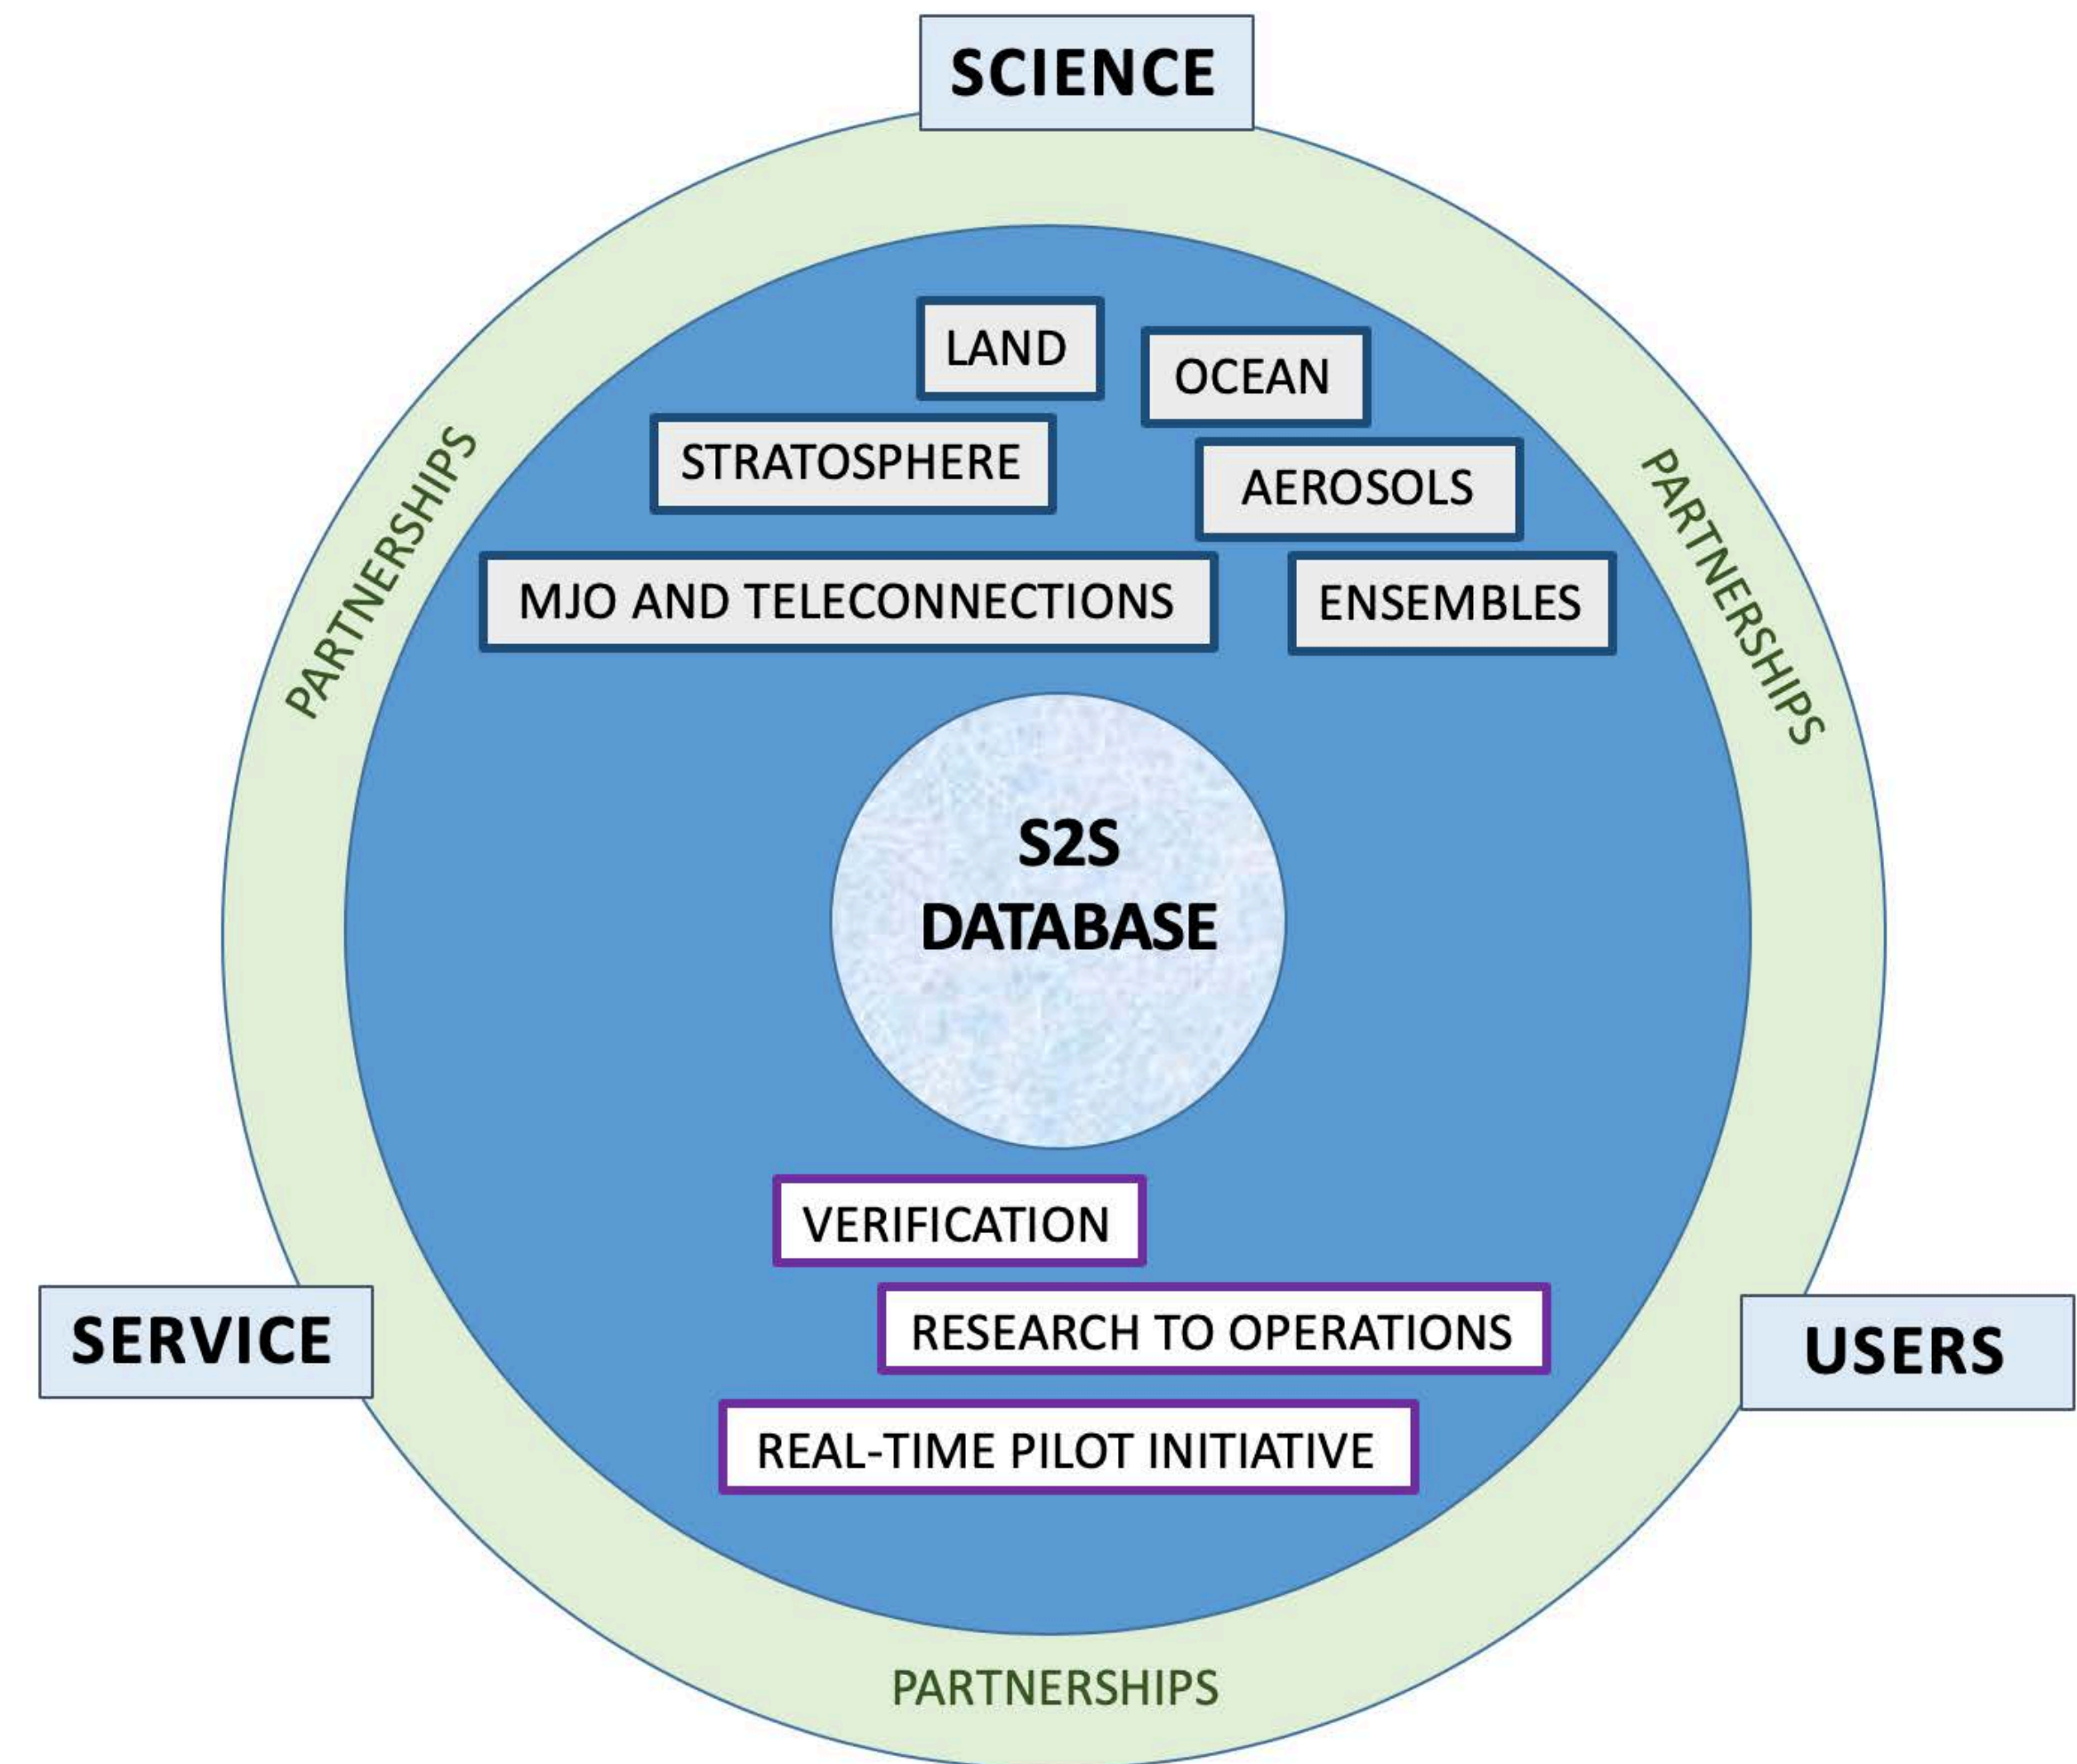 SCIENCE
LAND
OCEAN
STRATOSPHERE
AEROSOLS
MJO AND TELECONNECTIONS
ENSEMBLES
PARTNERSHIPS
PARTNERSHIPS
S2S
DATABASE
VERIFICATION
RESEARCH TO OPERATIONS
SERVICE
USERS
REAL-TIME PILOT INITIATIVE
PARTNERSHIPS